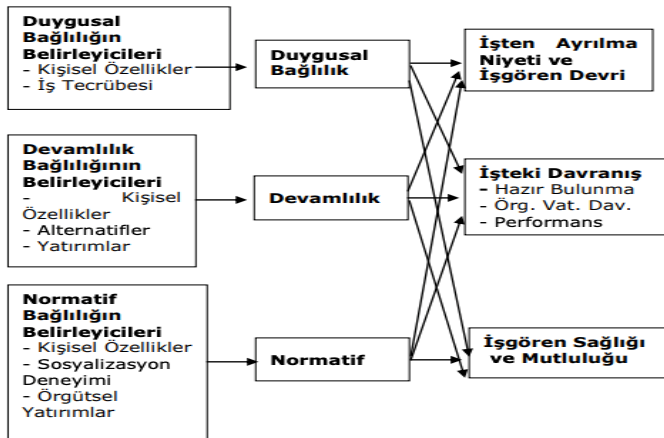 Duygusal
Bağlılığın
Belirleyicileri
- Kişisel Özellikler
- İş Tecrübesi
Duygusal
Bağlılık
İşten Ayrılma
Niyeti ve
İşgören Devri
Devamlılık
Bağlılığının
Belirleyicileri
- Kişisel
Özellikler
- Alternatifler
- Yatırımlar
Devamlılık
İşteki Davranış
- Hazır Bulunma
- Örg. Vat. Dav.
- Performans
Normatif
Bağlılığın
Belirleyicileri
- Kişisel Özellikler
- Sosyalizasyon
Deneyimi
- Örgütsel
Yatırımlar
Normatif
İşgören Sağlığı
ve Mutluluğu